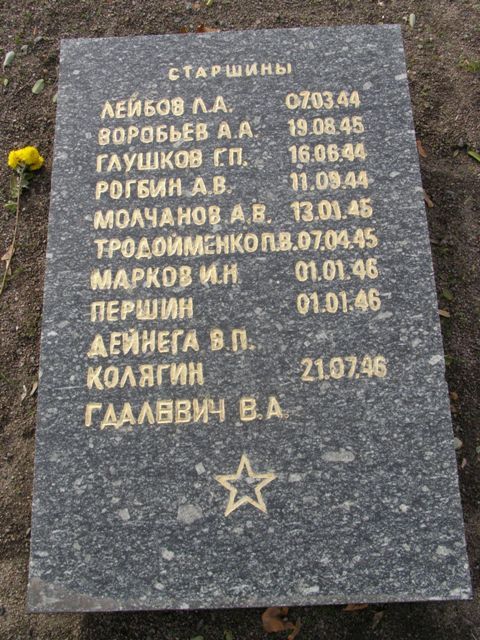 СТАРШИНЫ
ЛЕЙБОВ Л.А. 07.03.44
ВОРОБЬЕВ А.А. 19.08.45
ГЛУШКОВ Г.П. 16.06.44
РОГБИН А.В. 11.09.44
МОЛЧАНОВ А.В. 13.01.45
ТРОДОЙМЕНКО П.В. 07.04.45
МАРКОВ И.Н. 01.01.46
ПЕРШИН 01.01.46
ДЕЙНЕГА В.П.
КОЛЯГИН 21.07.46
ГДАЛЕВИЧ В.А.